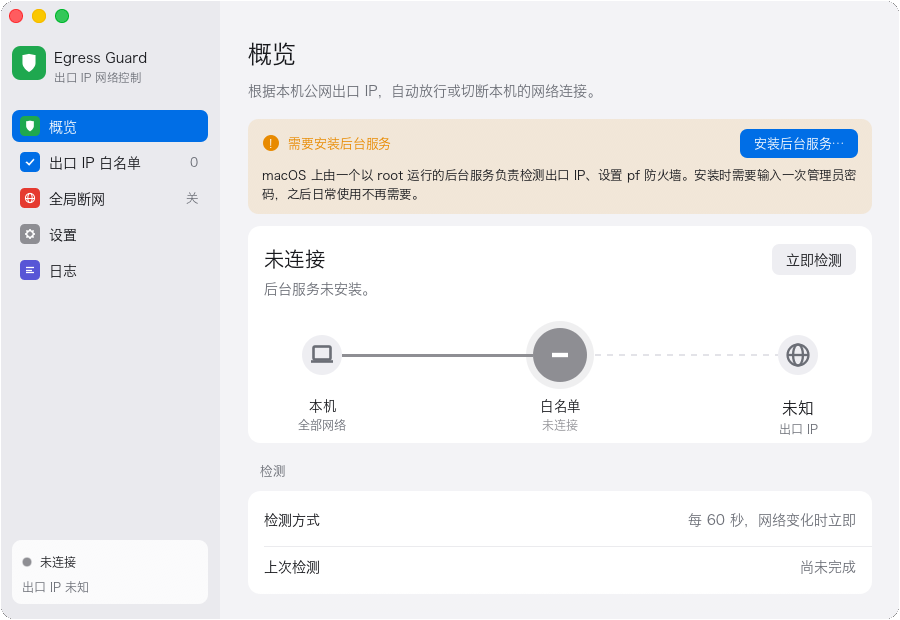 Egress Guard
出口 IP 网络控制
概览
出口 IP 白名单 0
全局断网 关
设置
日志
未连接
出口 IP 未知
概览
根据本机公网出口 IP，自动放行或切断本机的网络连接。
需要安装后台服务
安装后台服务…
macOS 上由一个以 root 运行的后台服务负责检测出口 IP、设置 pf 防火墙。安装时需要输入一次管理员密
码，之后日常使用不再需要。
未连接
立即检测
后台服务未安装。
本机
全部网络
白名单
未连接
未知
出口 IP
检测
检测方式 每 60 秒，网络变化时立即
上次检测 尚未完成